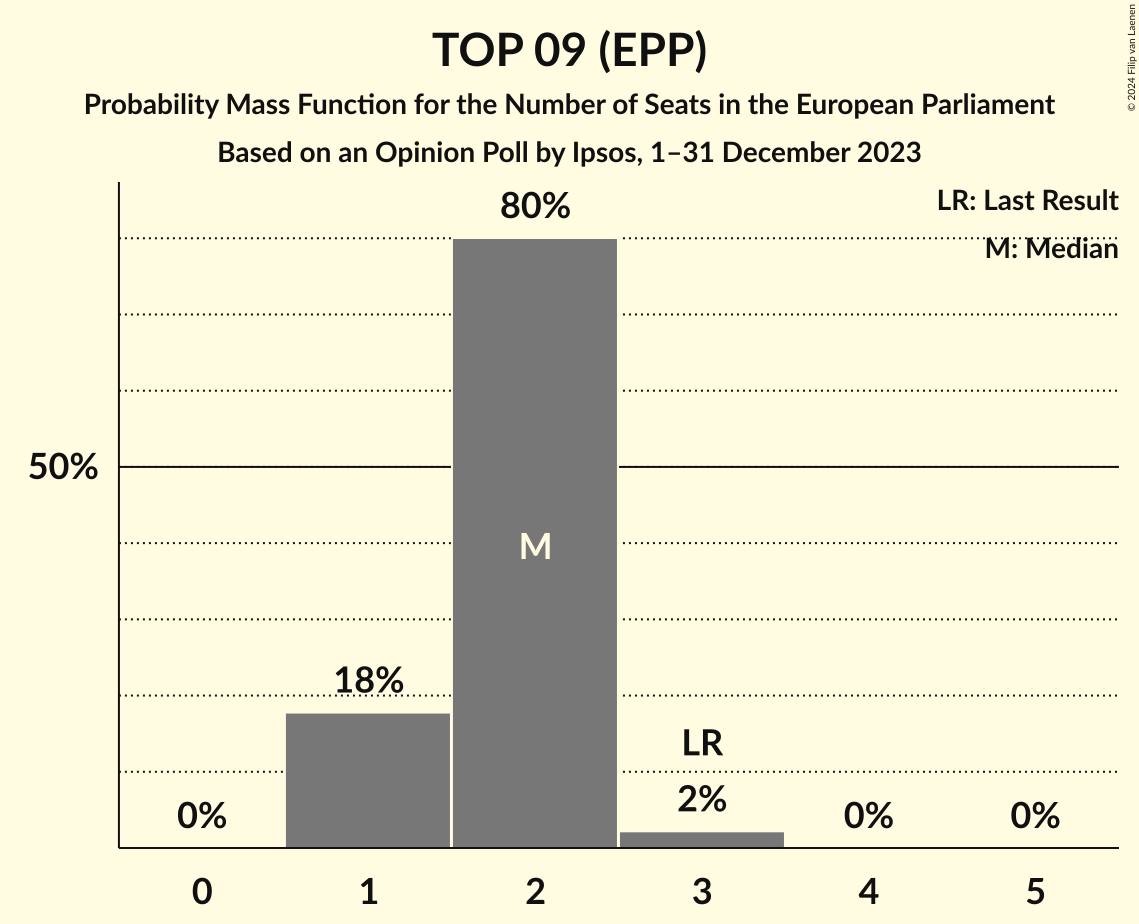 TOP 09 (EPP)
Probability Mass Function for the Number of Seats in the European Parliament
Based on an Opinion Poll by Ipsos, 1–31 December 2023
© 2024 Filip van Laenen
LR: Last Result
M: Median
80%
50%
M
18%
LR
2%
0%
0%
0%
0 1 2 3 4 5